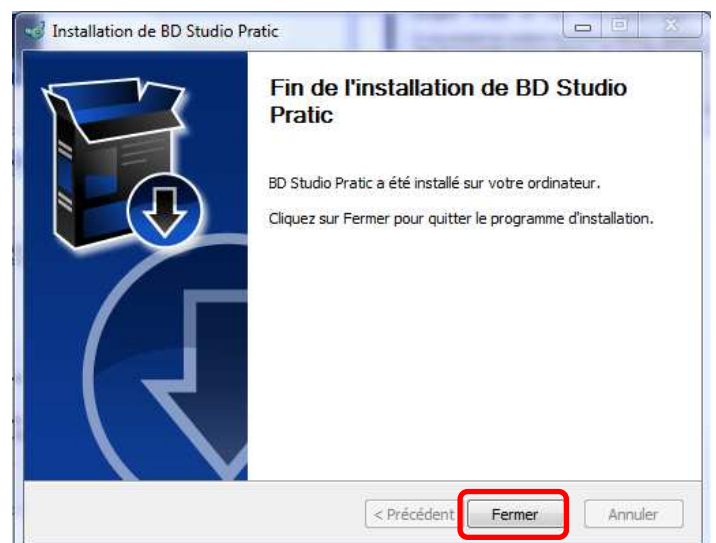 Installation de BD Studio Pratic
Fin de l'installation de BD Studio
Pratic
BD Studio Pratic a été installé sur votre ordinateur.
Cliquez sur Fermer pour quitter le programme d'installation.
< Précédent
Fermer
Annuler